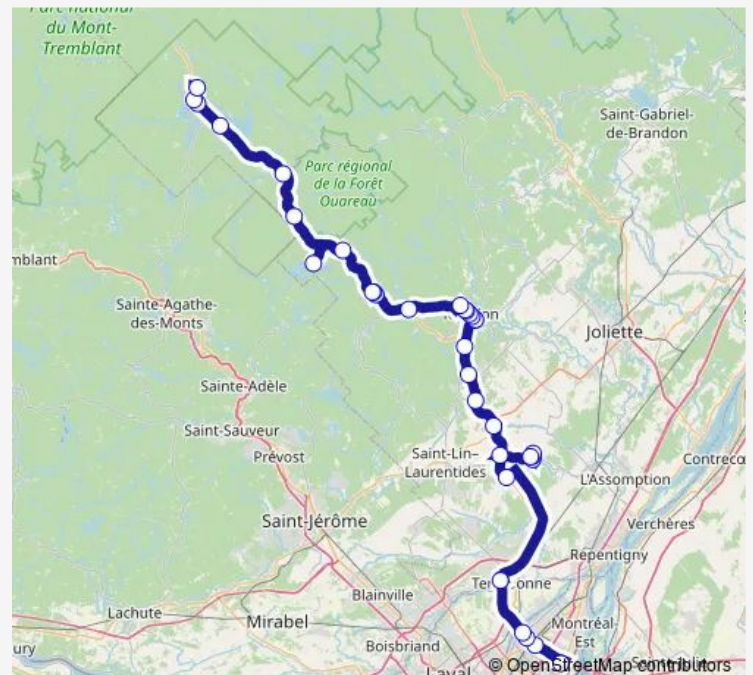 Parc national
du Mont-
Tremblant
Saint-Gabriel-
de-Brandon
Parc régional
de la Forêt
Ouareau
mblant
Sainte-Agathe-
des-Monts
Joliette
Sainte-Adèle
Saint-Sauveur
Prévost
Saint-Lin–
Laurentides
Contrecœ
L'Assomption
Saint-Jérôme
Verchères
Repentigny
Blainville
Lachute
Mirabel
Montréal-
Est
Boisbriand
ury
Laval
© OpenStreetMap contributors